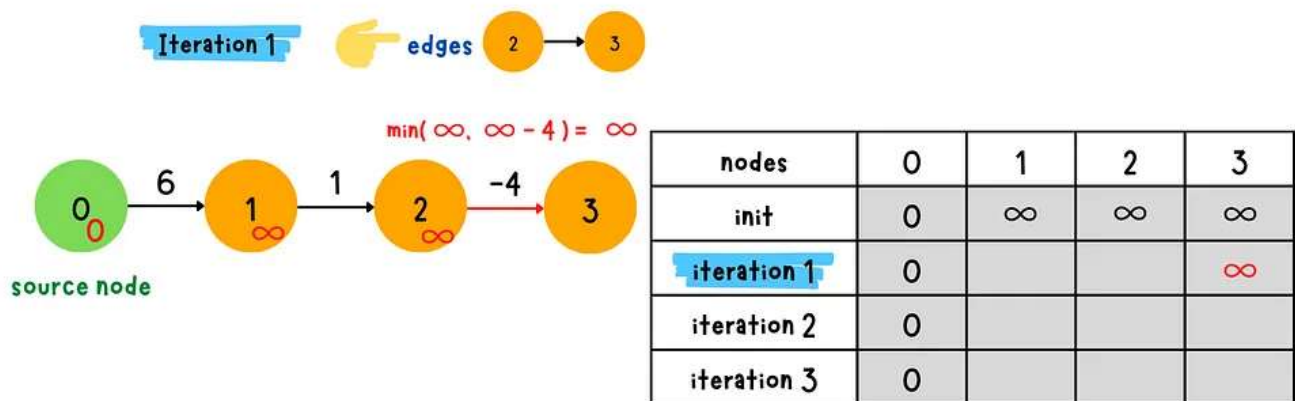 Iteration 1 edges 2 3
min( ∞, ∞ - 4 ) = ∞
6 1 -4
0 1 2 3
0 ∞ ∞
source node
nodes 0 1 2 3
init 0 ∞ ∞ ∞
iteration 1 0 ∞
iteration 2 0
iteration 3 0